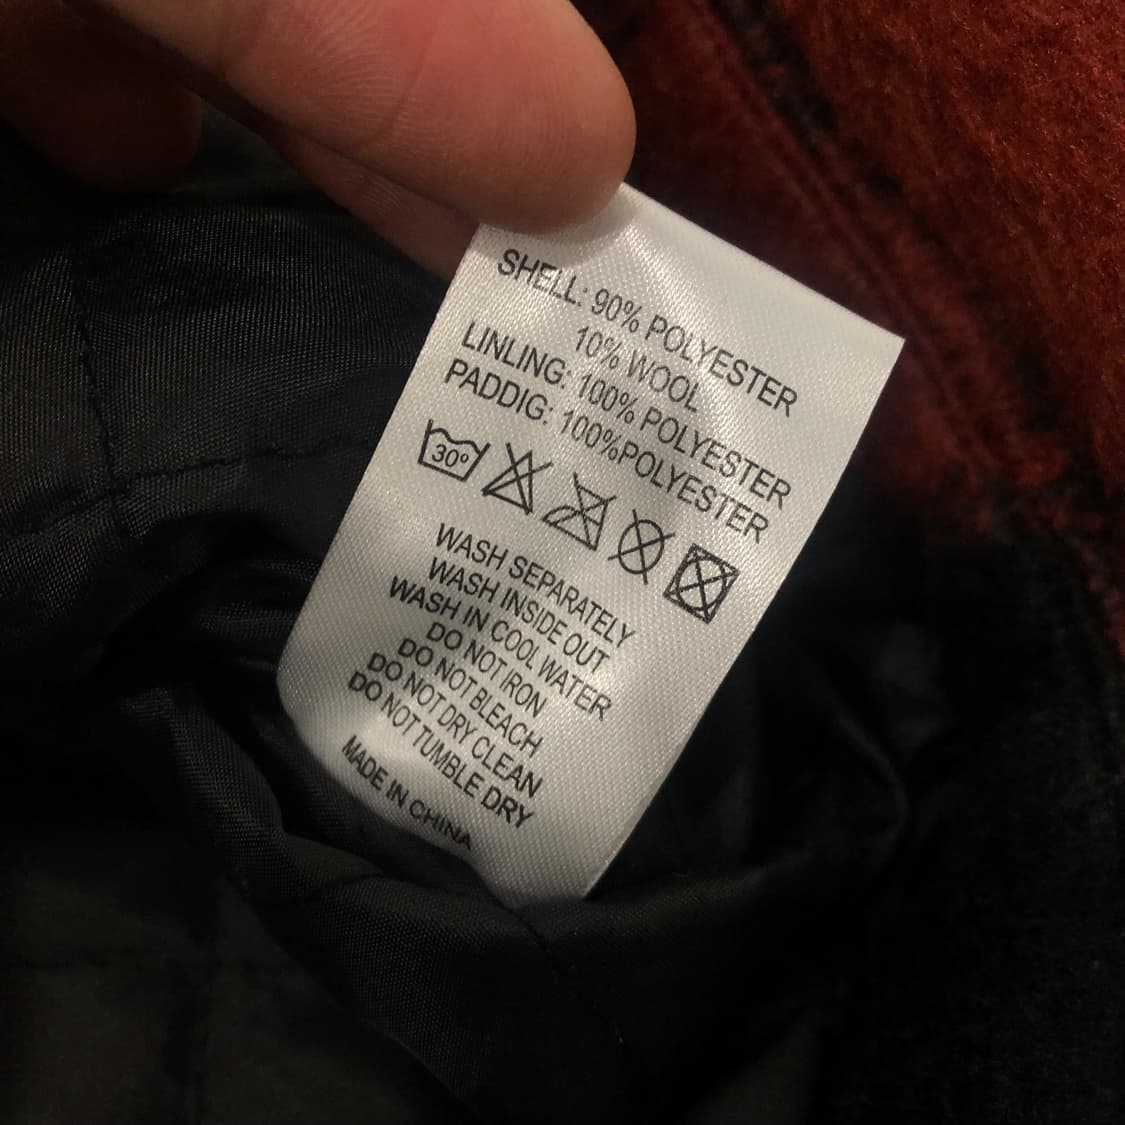 SHELL: 90% POLYESTER
10% WOOL
LINLING: 100% POLYESTER
PADDIG: 100%POLYESTER
30°
WASH SEPARATELY
WASH INSIDE OUT
WASH IN COOL WATER
DO NOT IRON
DO NOT BLEACH
DO NOT DRY CLEAN
DO NOT TUMBLE DRY
MADE IN CHINA